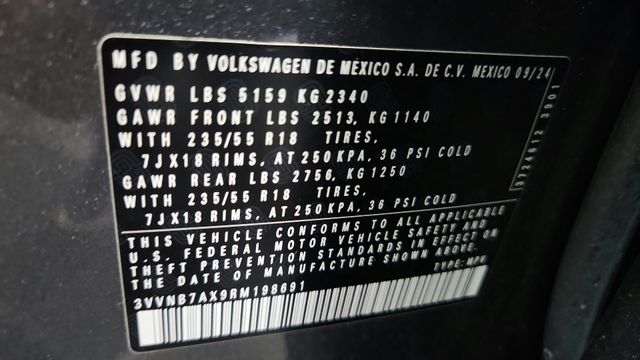 MFD BY VOLKSWAGEN DE MÉXICO S.A. DE C.V. MEXICO 09/24
GVWR LBS 5159 KG 2340
GAWR FRONT LBS 2513, KG 1140
WITH 235/55 R18 TIRES,
7JX18 RIMS, AT 250 KPA, 36 PSI COLD
GAWR REAR LBS 2756, KG 1250
WITH 235/55 R18 TIRES,
7JX18 RIMS, AT 250 KPA, 36 PSI COLD
THIS VEHICLE CONFORMS TO ALL APPLICABLE
U.S. FEDERAL MOTOR VEHICLE SAFETY AND
THEFT PREVENTION STANDARDS IN EFFECT ON
THE DATE OF MANUFACTURE SHOWN ABOVE.
3VVNB7AX9RM198691 TYPE: MPV
3901